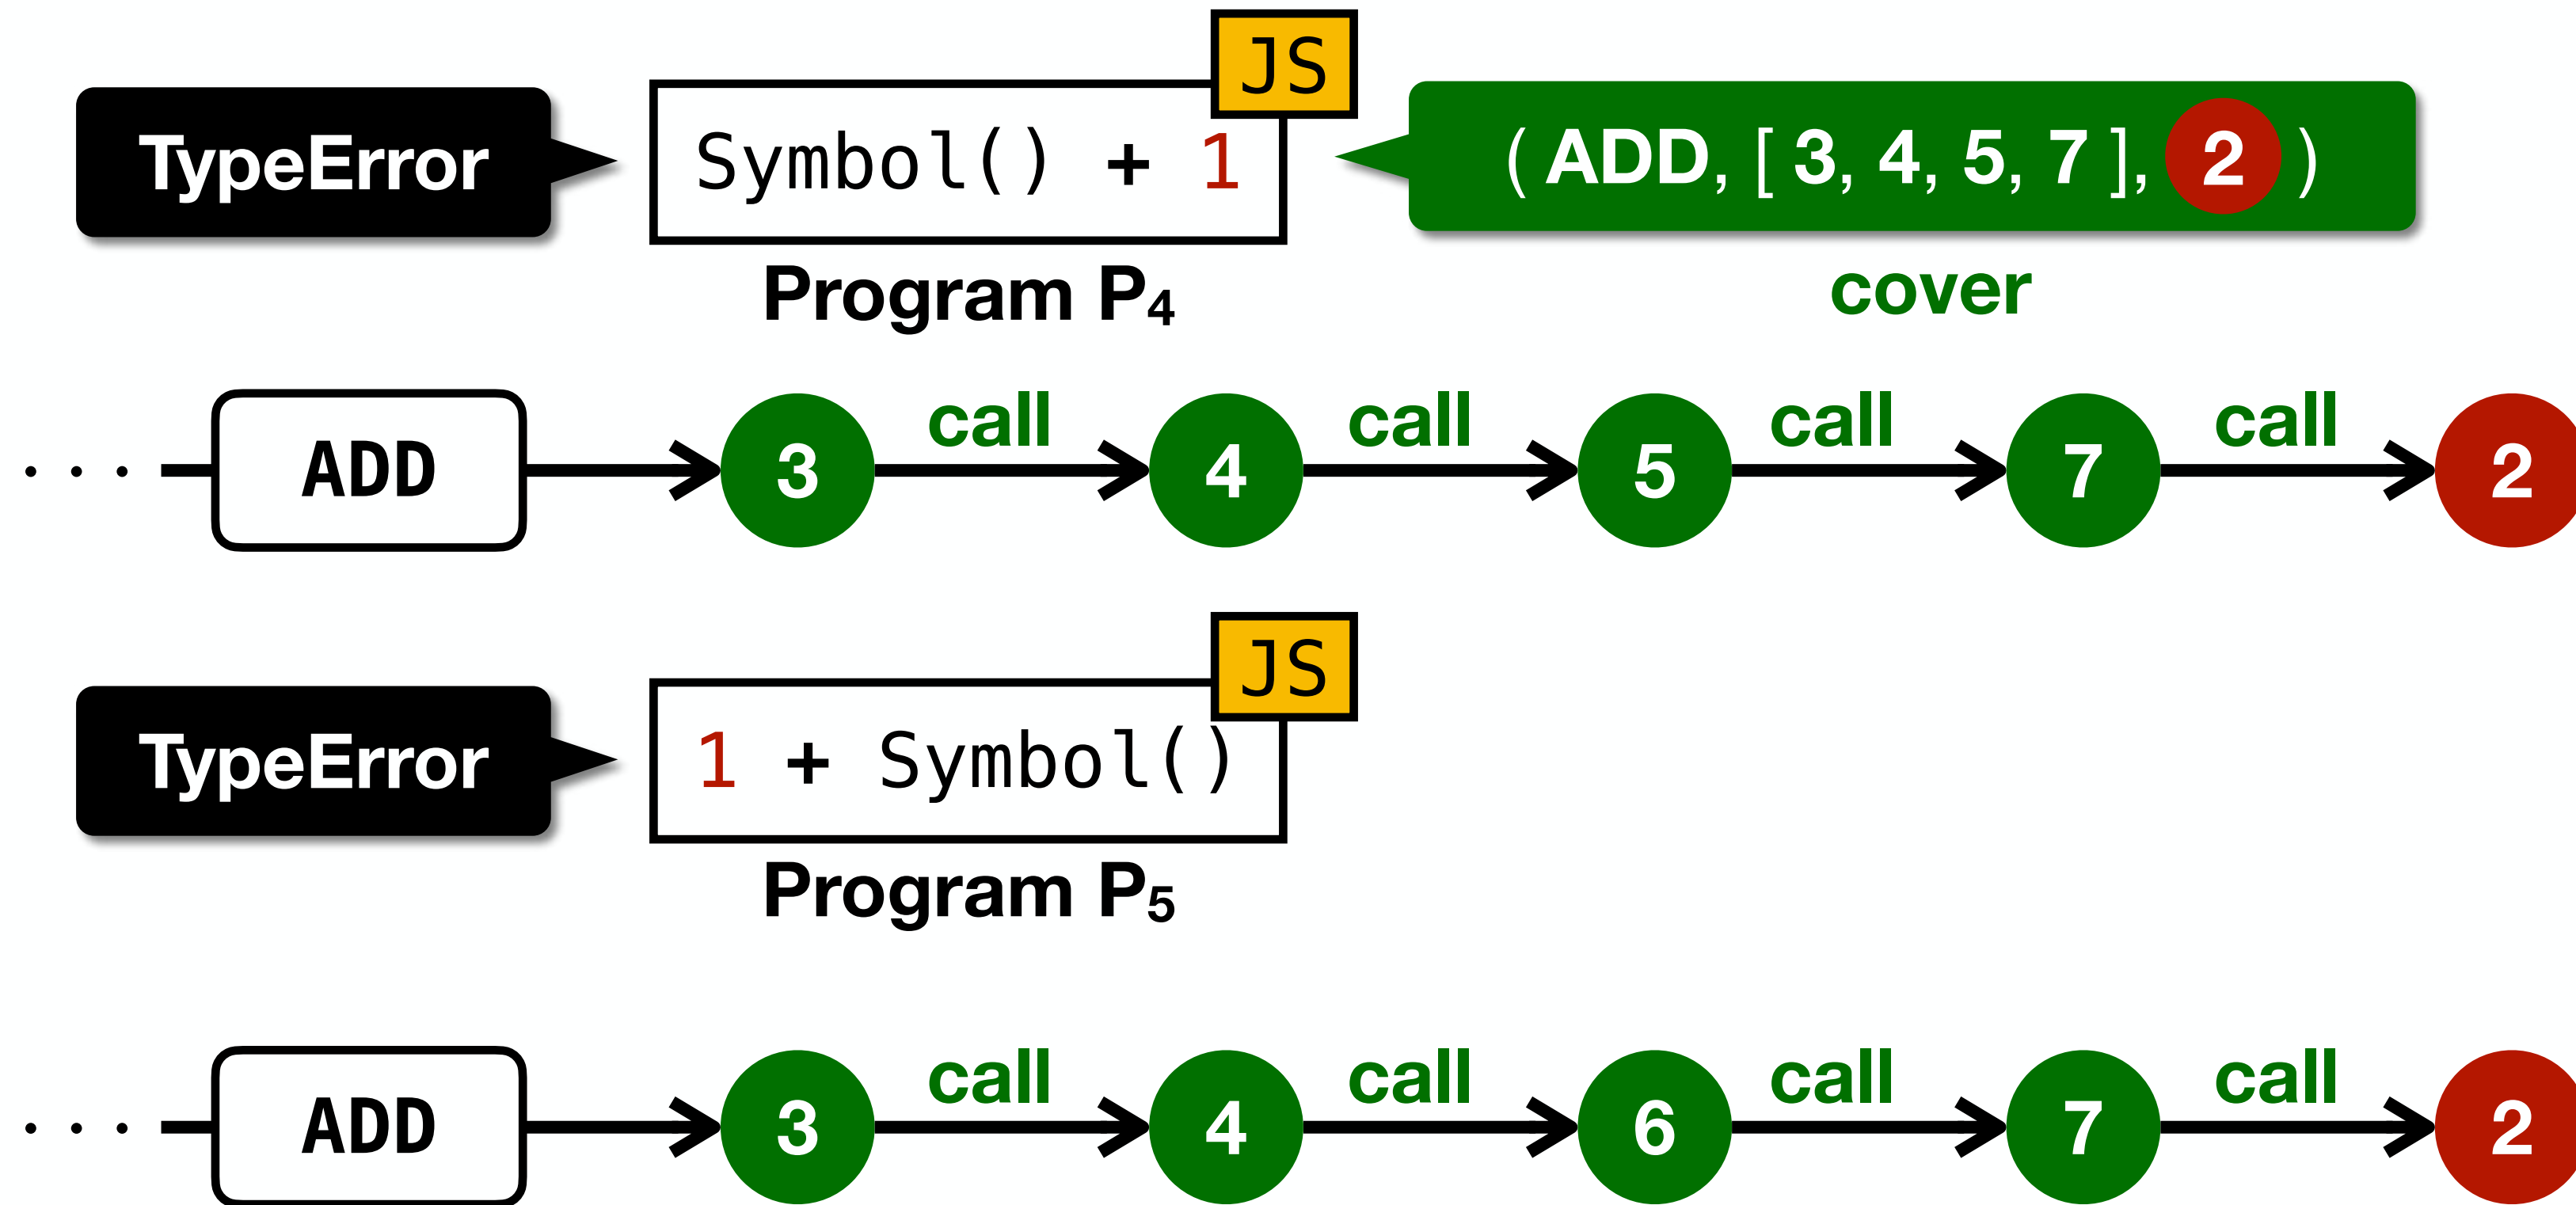 JS
TypeError
Symbol() + 1
( ADD, [ 3, 4, 5, 7 ], 2 )
Program P₄
cover
· · · ADD 3 call 4 call 5 call 7 call 2
JS
TypeError
1 + Symbol()
Program P₅
· · · ADD 3 call 4 call 6 call 7 call 2